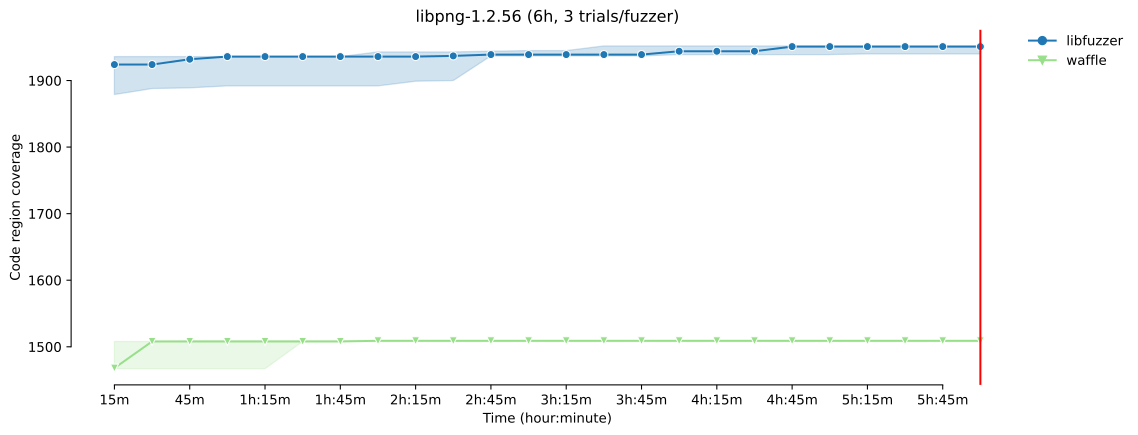 libpng-1.2.56 (6h, 3 trials/fuzzer)
libfuzzer
waffle
Code region coverage
1900
1800
1700
1600
1500
15m 45m 1h:15m 1h:45m 2h:15m 2h:45m 3h:15m 3h:45m 4h:15m 4h:45m 5h:15m 5h:45m
Time (hour:minute)